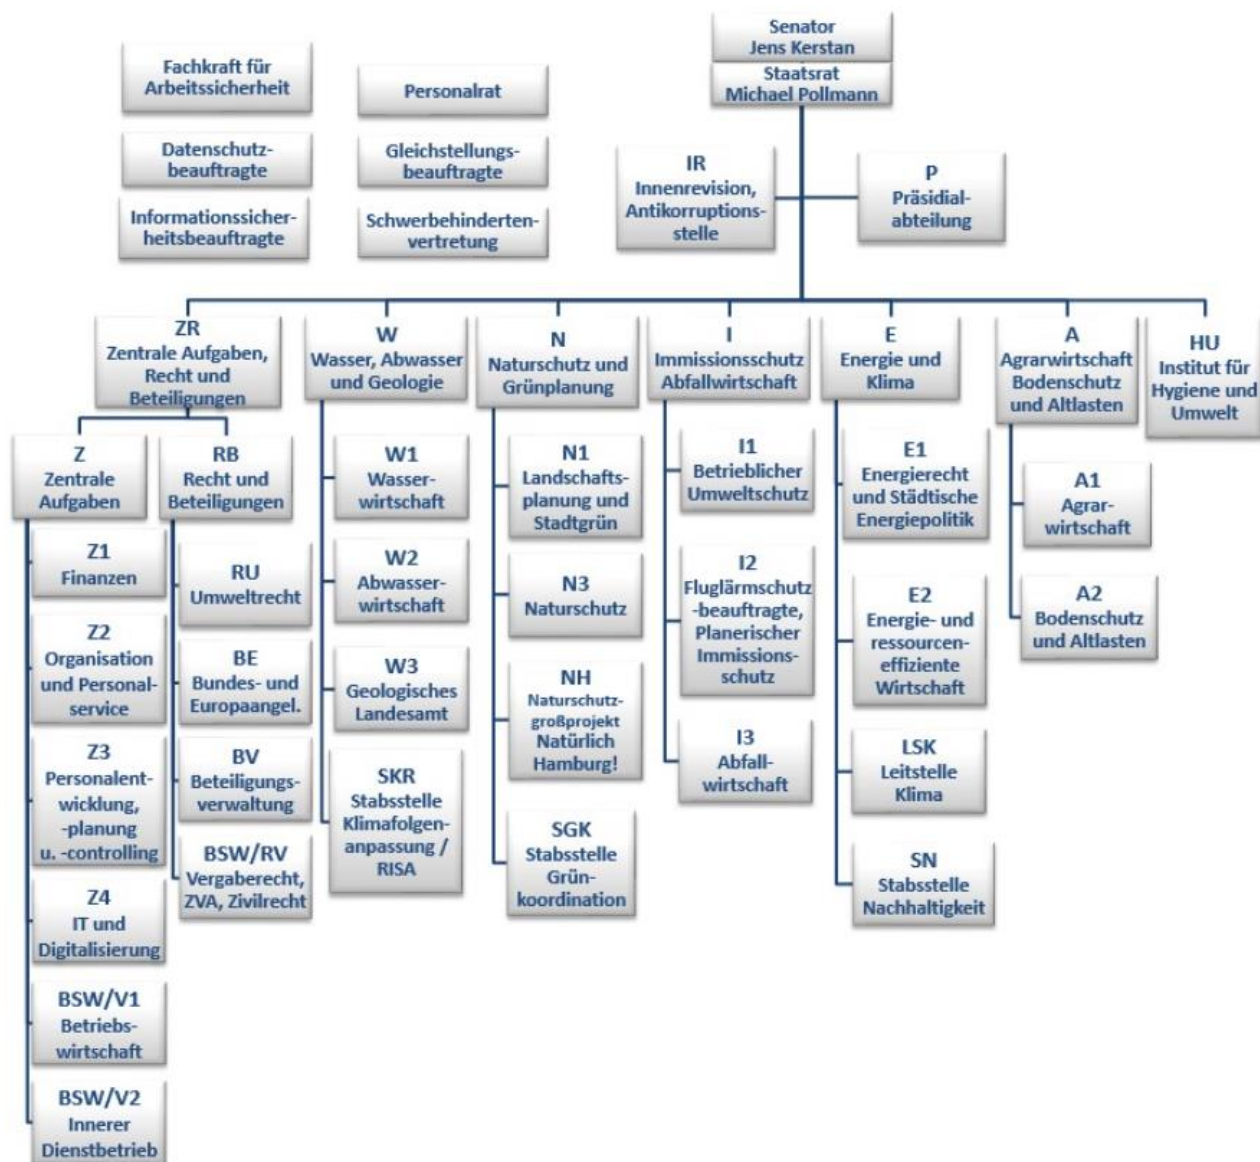 Senator
Jens Kerstan
Staatsrat
Michael Pollmann
Fachkraft für
Arbeitssicherheit
Personalrat
Datenschutz-
beauftragte
Gleichstellungs-
beauftragte
Informationssicher-
heitsbeauftragte
Schwerbehinderten-
vertretung
IR
Innenrevision,
Antikorruptions-
stelle
P
Präsidial-
abteilung
ZR
Zentrale Aufgaben,
Recht und
Beteiligungen
Z
Zentrale
Aufgaben
Z1
Finanzen
Z2
Organisation
und Personal-
service
Z3
Personalent-
wicklung,
-planung
u. -controlling
Z4
IT und
Digitalisierung
BSW/V1
Betriebs-
wirtschaft
BSW/V2
Innerer
Dienstbetrieb
RB
Recht und
Beteiligungen
RU
Umweltrecht
BE
Bundes- und
Europaangel.
BV
Beteiligungs-
verwaltung
BSW/RV
Vergaberecht,
ZVA, Zivilrecht
W
Wasser, Abwasser
und Geologie
W1
Wasser-
wirtschaft
W2
Abwasser-
wirtschaft
W3
Geologisches
Landesamt
SKR
Stabsstelle
Klimafolgen-
anpassung /
RISA
N
Naturschutz und
Grünplanung
N1
Landschafts-
planung und
Stadtgrün
N3
Naturschutz
NH
Naturschutz-
großprojekt
Natürlich
Hamburg!
SGK
Stabsstelle
Grün-
koordination
I
Immissionsschutz
Abfallwirtschaft
I1
Betrieblicher
Umweltschutz
I2
Fluglärmschutz
-beauftragte,
Planerischer
Immissions-
schutz
I3
Abfall-
wirtschaft
E
Energie und
Klima
E1
Energierecht
und Städtische
Energiepolitik
E2
Energie- und
ressourcen-
effiziente
Wirtschaft
LSK
Leitstelle
Klima
SN
Stabsstelle
Nachhaltigkeit
A
Agrarwirtschaft
Bodenschutz
und Altlasten
A1
Agrar-
wirtschaft
A2
Bodenschutz
und Altlasten
HU
Institut für
Hygiene und
Umwelt